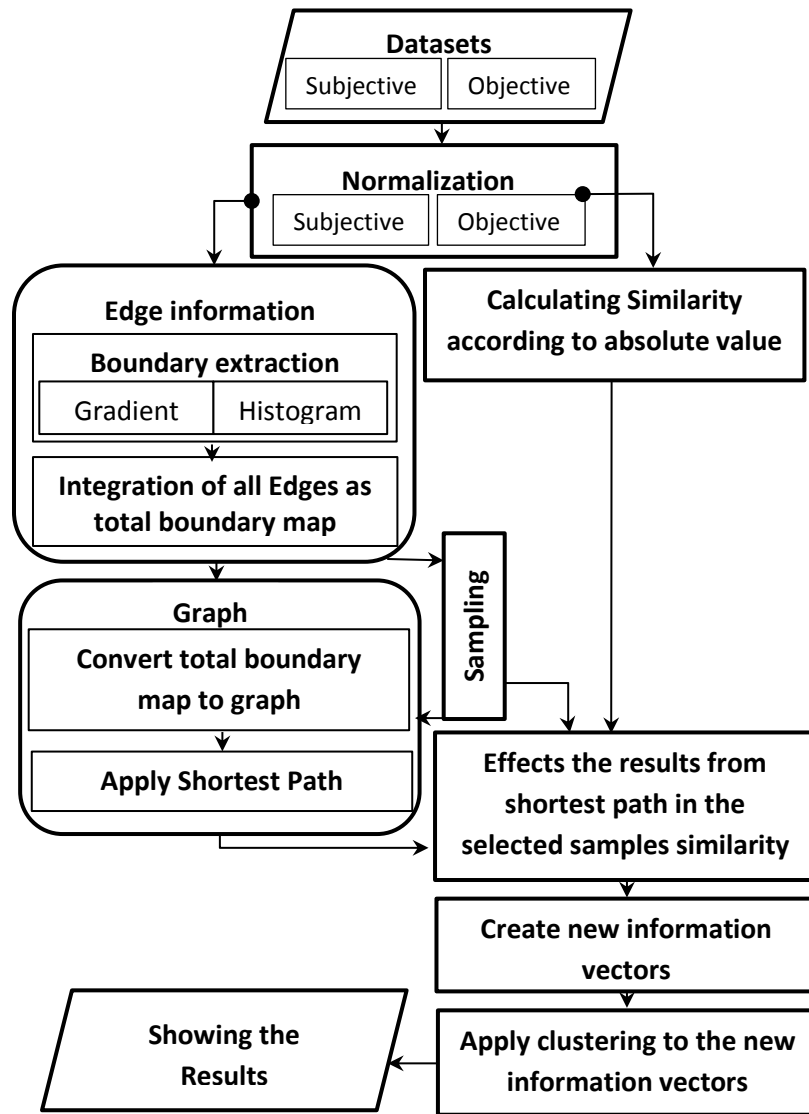 Datasets
Subjective
Objective
Normalization
Subjective
Objective
Edge information
Boundary extraction
Gradient
Histogram
Integration of all Edges as
total boundary map
Calculating Similarity
according to absolute value
Sampling
Graph
Convert total boundary
map to graph
Apply Shortest Path
Effects the results from
shortest path in the
selected samples similarity
Create new information
vectors
Apply clustering to the new
information vectors
Showing the
Results